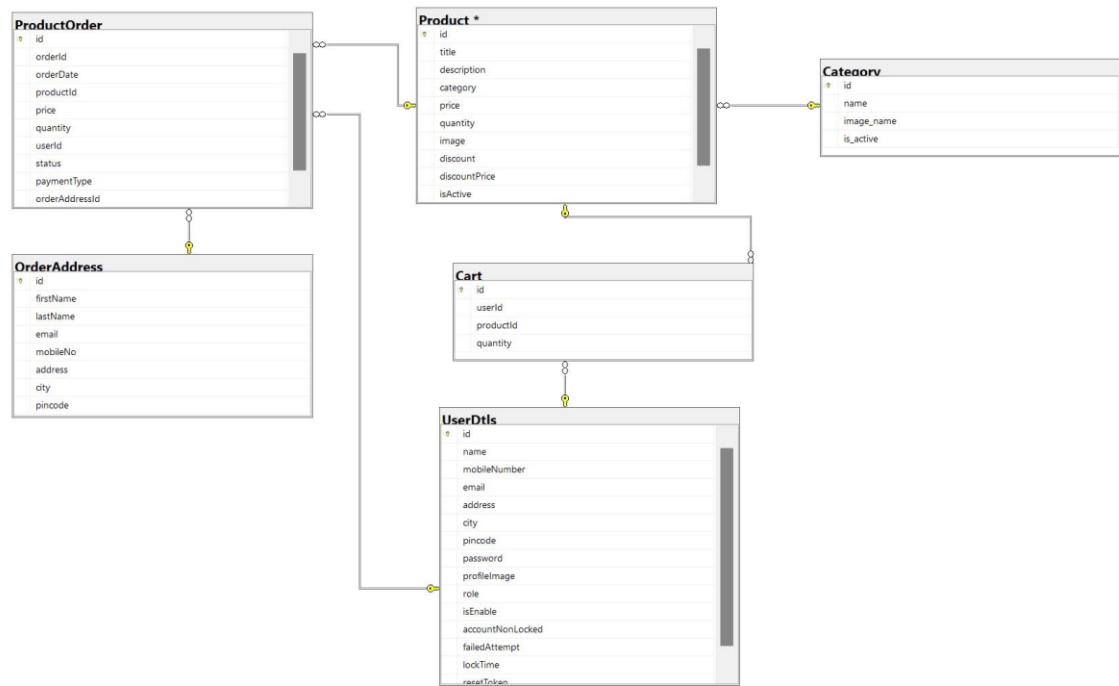 ProductOrder
id
orderId
orderDate
productId
price
quantity
userId
status
paymentType
orderAddressId
Product *
id
title
description
category
price
quantity
image
discount
discountPrice
isActive
Category
id
name
image_name
is_active
OrderAddress
id
firstName
lastName
email
mobileNo
address
city
pincode
Cart
id
userId
productId
quantity
UserDtls
id
name
mobileNumber
email
address
city
pincode
password
profileImage
role
isEnable
accountNonLocked
failedAttempt
lockTime
resetToken